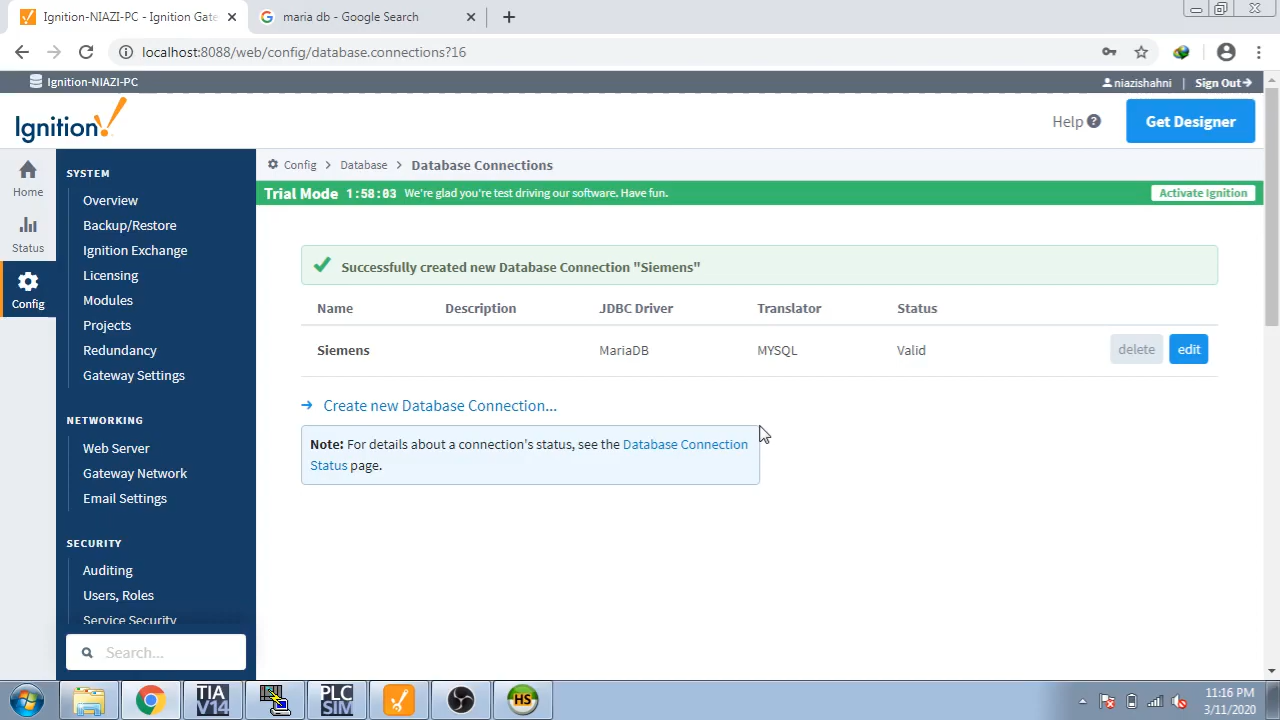 Ignition-NIAZI-PC - Ignition Gate
maria db - Google Search
localhost:8088/web/config/database.connections?16
Ignition-NIAZI-PC
niazishahni | Sign Out
Ignition!
Help ?
Get Designer
Config > Database > Database Connections
Trial Mode 1:58:03 We're glad you're test driving our software. Have fun.
Activate Ignition
Home
Status
Config
SYSTEM
Overview
Backup/Restore
Ignition Exchange
Licensing
Modules
Projects
Redundancy
Gateway Settings
NETWORKING
Web Server
Gateway Network
Email Settings
SECURITY
Auditing
Users, Roles
Service Security
Search...
Successfully created new Database Connection "Siemens"
Name Description JDBC Driver Translator Status
Siemens MariaDB MYSQL Valid delete edit
Create new Database Connection...
Note: For details about a connection's status, see the Database Connection
Status page.
TIA
V14
PLC
SIM
HS
11:16 PM
3/11/2020